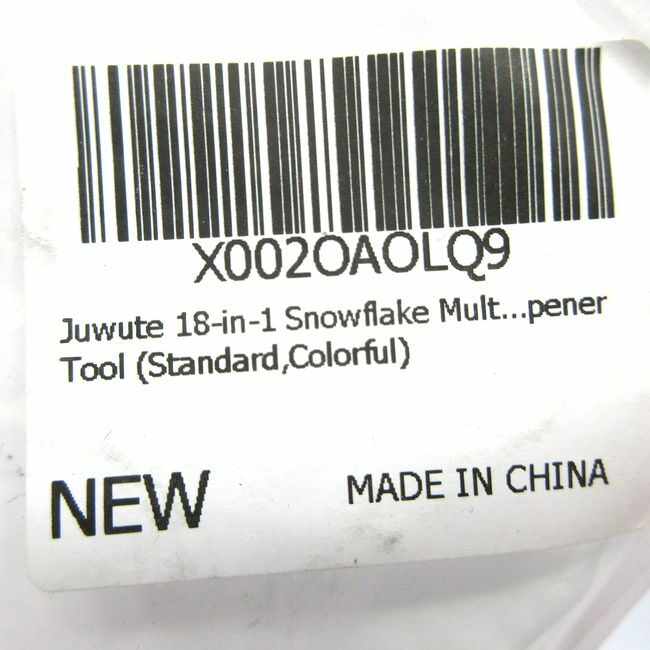 X002OAOLQ9
Juwute 18-in-1 Snowflake Mult...pener
Tool (Standard,Colorful)
NEW
MADE IN CHINA